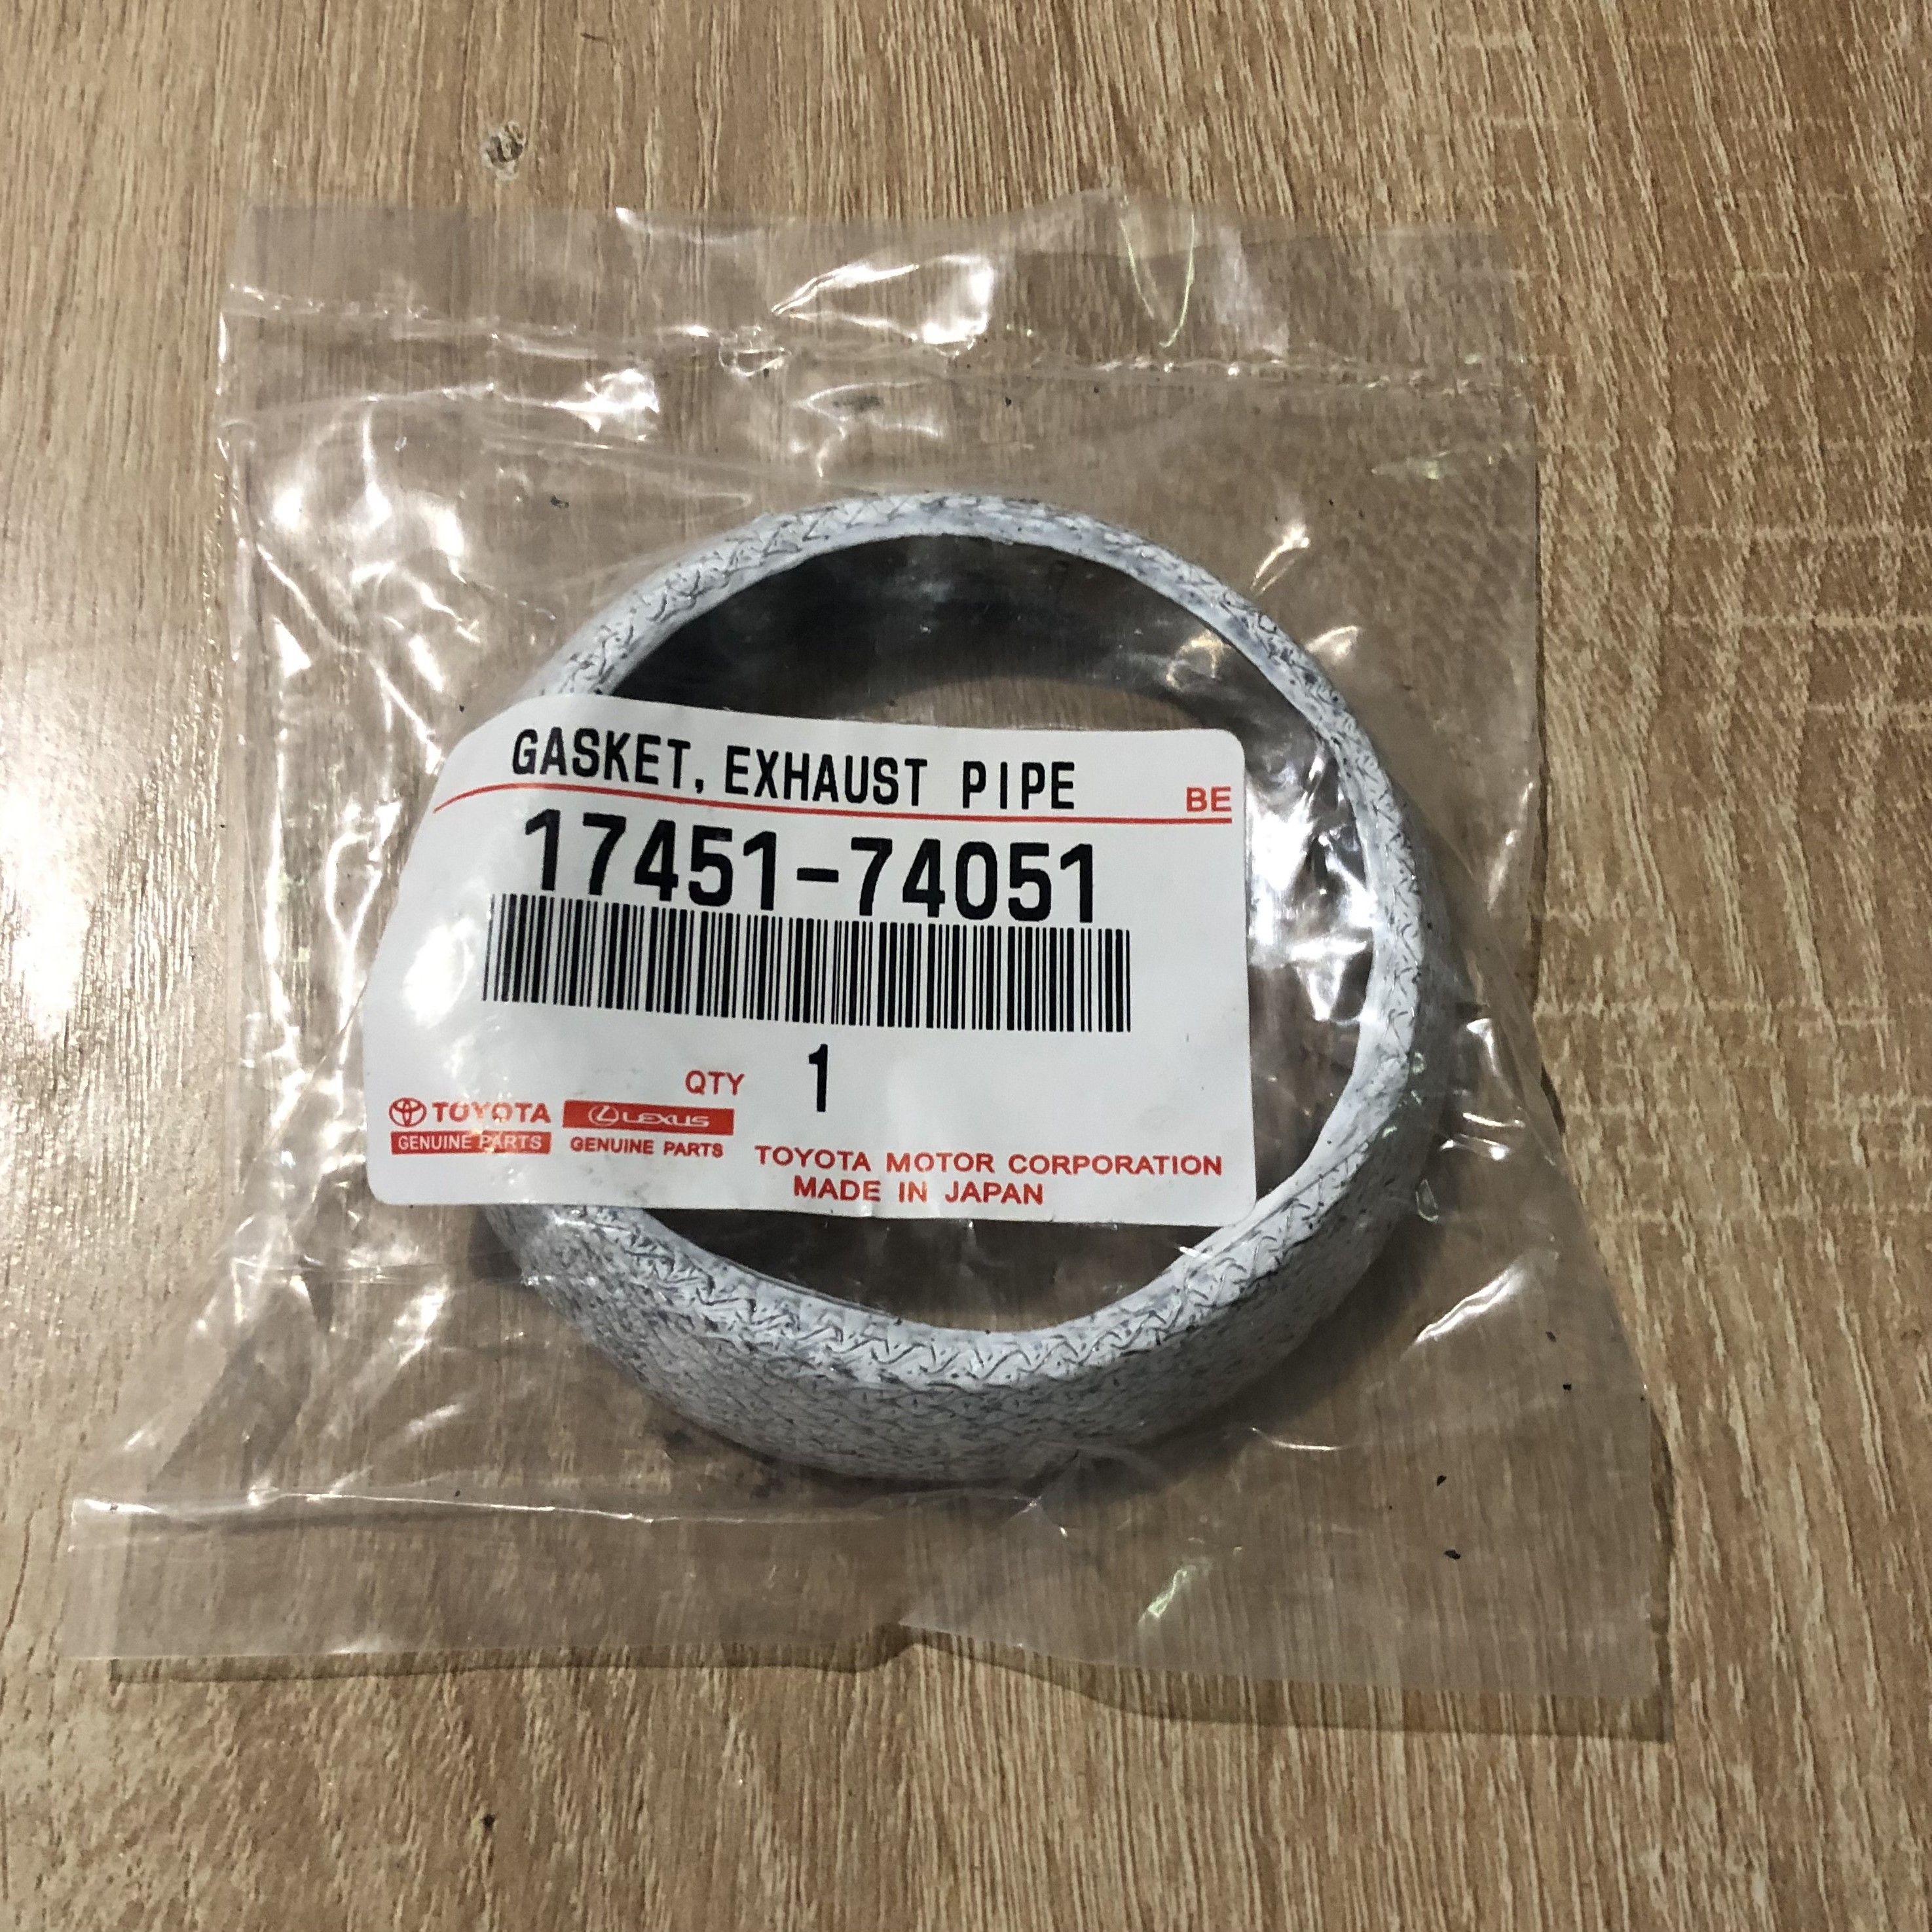 GASKET, EXHAUST PIPE
BE
17451-74051
QTY 1
TOYOTA LEXUS
GENUINE PARTS GENUINE PARTS
TOYOTA MOTOR CORPORATION
MADE IN JAPAN